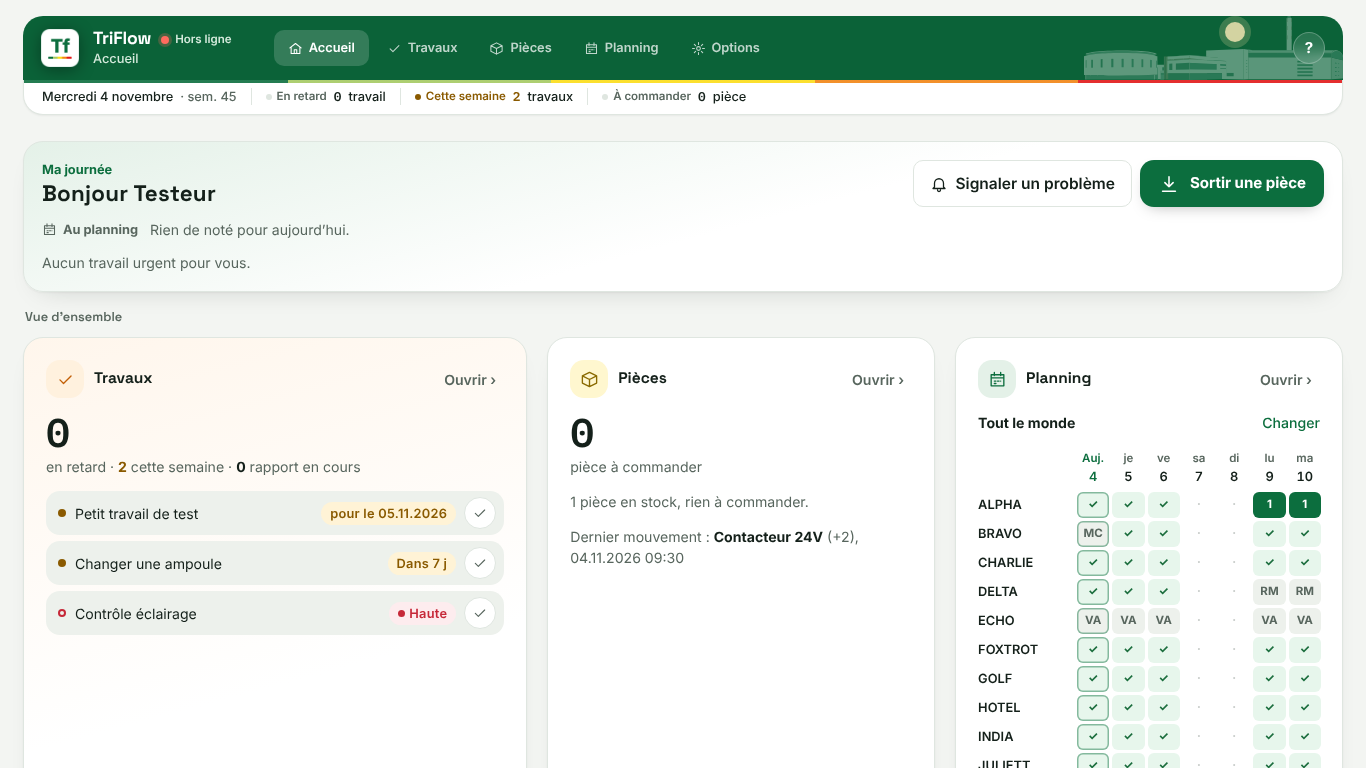 Tf
TriFlow Hors ligne
Accueil
Accueil Travaux Pièces Planning Options
?
Mercredi 4 novembre · sem. 45 En retard 0 travail Cette semaine 2 travaux À commander 0 pièce
Ma journée
Bonjour Testeur
Au planning Rien de noté pour aujourd’hui.
Aucun travail urgent pour vous.
Signaler un problème
Sortir une pièce
Vue d’ensemble
Travaux
Ouvrir ›
0
en retard · 2 cette semaine · 0 rapport en cours
Petit travail de test pour le 05.11.2026
Changer une ampoule Dans 7 j
Contrôle éclairage Haute
Pièces
Ouvrir ›
0
pièce à commander
1 pièce en stock, rien à commander.
Dernier mouvement : Contacteur 24V (+2),
04.11.2026 09:30
Planning
Ouvrir ›
Tout le monde
Changer
Auj. je ve sa di lu ma
4 5 6 7 8 9 10
ALPHA ✓ ✓ ✓ · · 1 1
BRAVO MC ✓ ✓ · · ✓ ✓
CHARLIE ✓ ✓ ✓ · · ✓ ✓
DELTA ✓ ✓ ✓ · · RM RM
ECHO VA VA VA · · VA VA
FOXTROT ✓ ✓ ✓ · · ✓ ✓
GOLF ✓ ✓ ✓ · · ✓ ✓
HOTEL ✓ ✓ ✓ · · ✓ ✓
INDIA ✓ ✓ ✓ · · ✓ ✓
JULIETT ✓ ✓ ✓ · · ✓ ✓